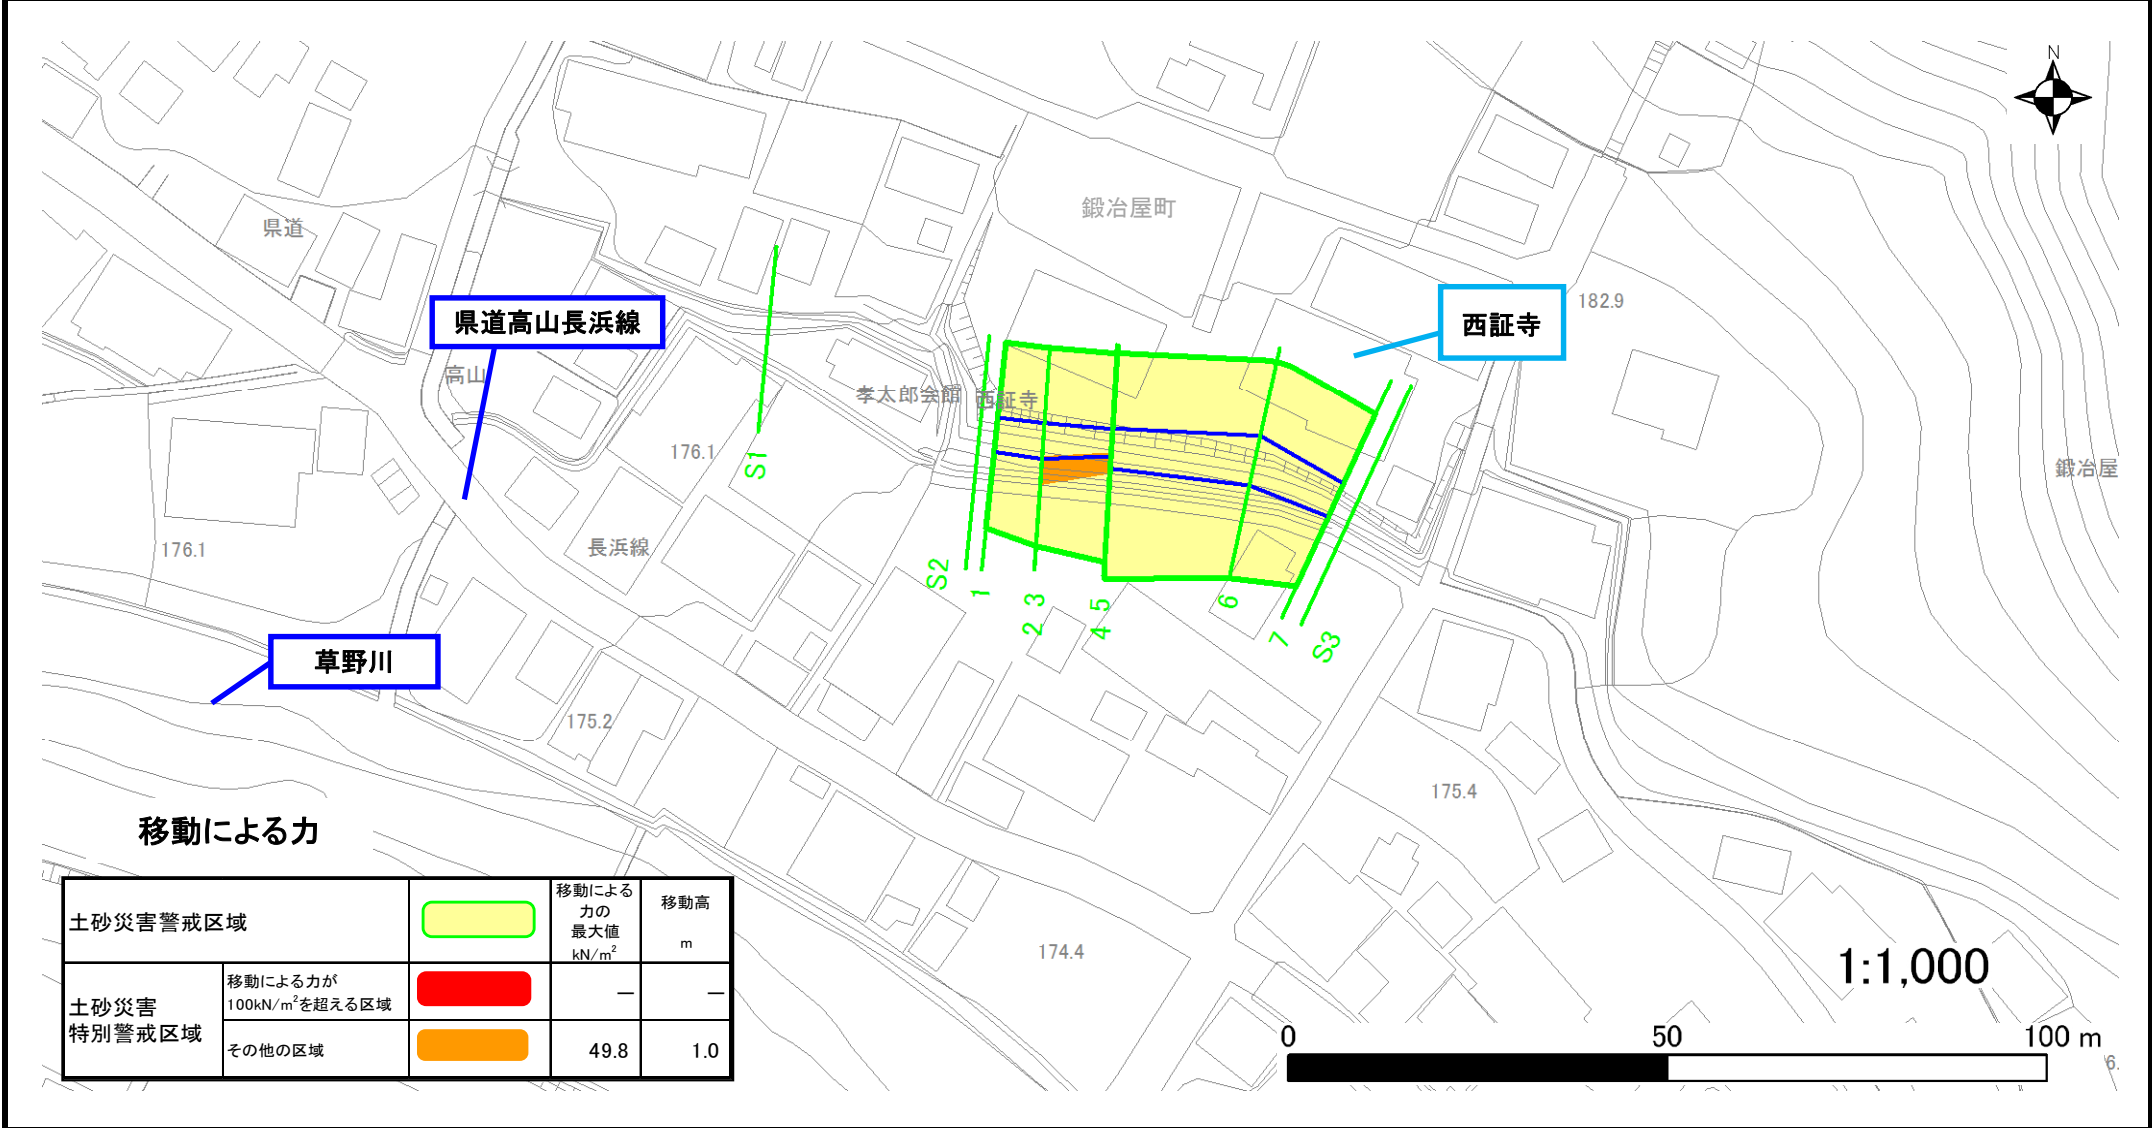 N
鍛冶屋町
県道
県道高山長浜線
西証寺
182.9
高山
孝太郎会館
西証寺
176.1
S1
鍛冶屋
176.1
長浜線
S2
1
2 3
4 5
6
7
S3
草野川
175.2
175.4
移動による力
174.4
1:1,000
0 50 100 m
6.
土砂災害警戒区域
移動による
力の
最大値
kN/m²
移動高
m
土砂災害
特別警戒区域
移動による力が
100kN/m²を超える区域
― ―
その他の区域
49.8 1.0